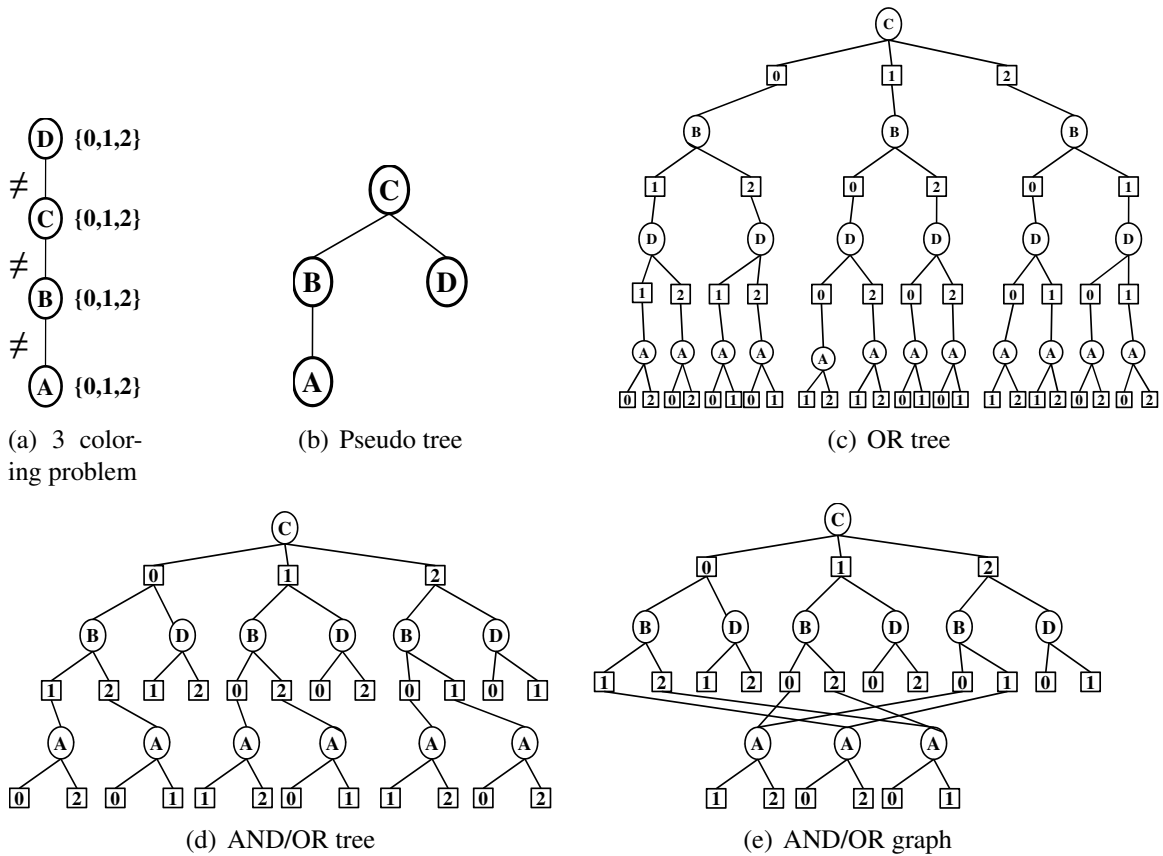 D {0,1,2}
≠
C {0,1,2}
≠
B {0,1,2}
≠
A {0,1,2}
(a) 3 color-
ing problem
C
B D
A
(b) Pseudo tree
C
0 1 2
B B B
1 2 0 2 0 1
D D D D D D
1 2 1 2 0 2 0 2 0 1 0 1
A A A A A A A A A A A A
0 2 0 2 0 1 0 1 1 2 1 2 0 1 0 1 1 2 1 2 0 2 0 2
(c) OR tree
C
0 1 2
B D B D B D
1 2 1 2 0 2 0 2 0 1 0 1
A A A A A A
0 2 0 1 1 2 0 1 1 2 0 2
(d) AND/OR tree
C
0 1 2
B D B D B D
1 2 1 2 0 2 0 2 0 1 0 1
A A A
1 2 0 2 0 1
(e) AND/OR graph